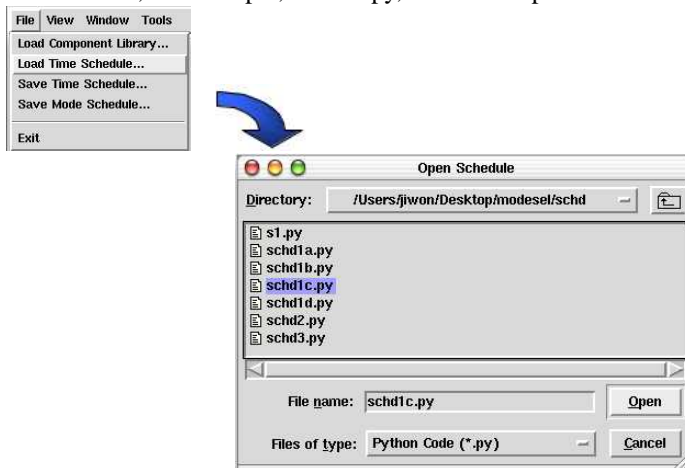 File View Window Tools
Load Component Library...
Load Time Schedule...
Save Time Schedule...
Save Mode Schedule...
Exit
Open Schedule
Directory: /Users/jiwon/Desktop/modesel/schd
s1.py
schd1a.py
schd1b.py
schd1c.py
schd1d.py
schd2.py
schd3.py
File name: schd1c.py Open
Files of type: Python Code (*.py) Cancel